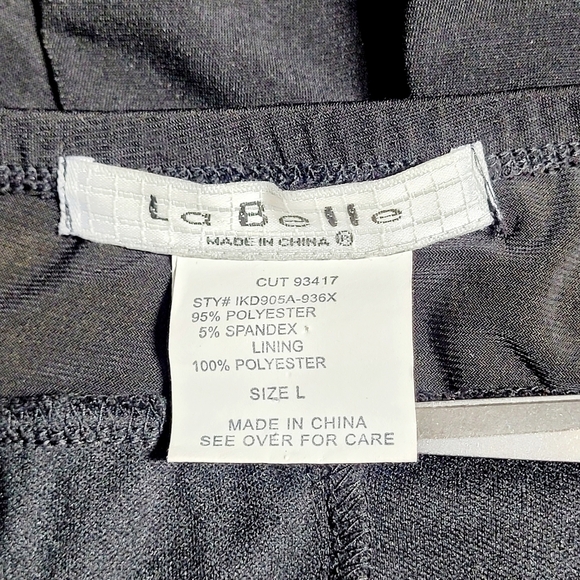 La Belle
MADE IN CHINA
CUT 93417
STY# IKD905A-936X
95% POLYESTER
5% SPANDEX
LINING
100% POLYESTER
SIZE L
MADE IN CHINA
SEE OVER FOR CARE